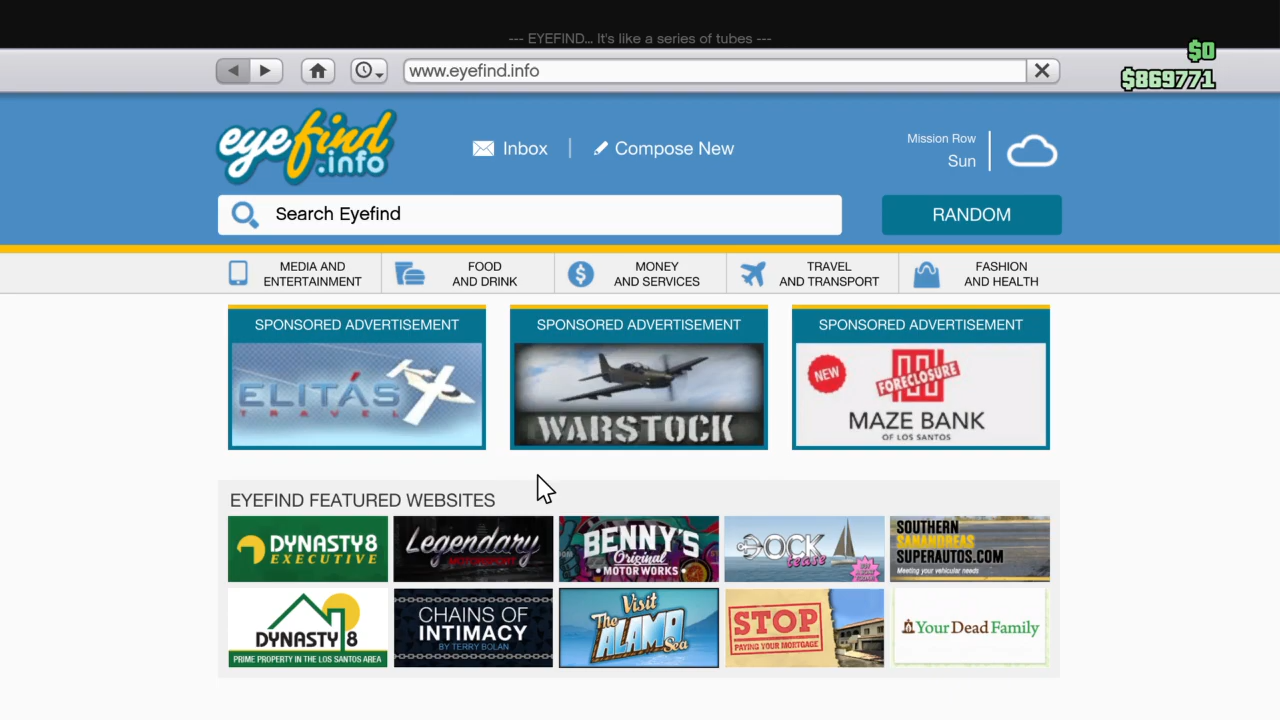 --- EYEFIND... It's like a series of tubes ---
$0
www.eyefind.info
$869771
eyefind
.info
Inbox
Compose New
Mission Row
Sun
Search Eyefind
RANDOM
MEDIA AND
ENTERTAINMENT
FOOD
AND DRINK
MONEY
AND SERVICES
TRAVEL
AND TRANSPORT
FASHION
AND HEALTH
SPONSORED ADVERTISEMENT
ELITÁS
TRAVEL
SPONSORED ADVERTISEMENT
WARSTOCK
SPONSORED ADVERTISEMENT
NEW
FORECLOSURE
MAZE BANK
OF LOS SANTOS
EYEFIND FEATURED WEBSITES
DYNASTY 8
EXECUTIVE
Legendary
MOTORSPORT
BENNY'S
Original
MOTOR WORKS
DOCK
tease
SOUTHERN
SANANDREAS
SUPERAUTOS.COM
Meeting your vehicular needs
DYNASTY 8
PRIME PROPERTY IN THE LOS SANTOS AREA
CHAINS OF
INTIMACY
BY TERRY BOLAN
Visit
The
ALAMO
Sea
STOP
PAYING YOUR MORTGAGE
Your Dead Family